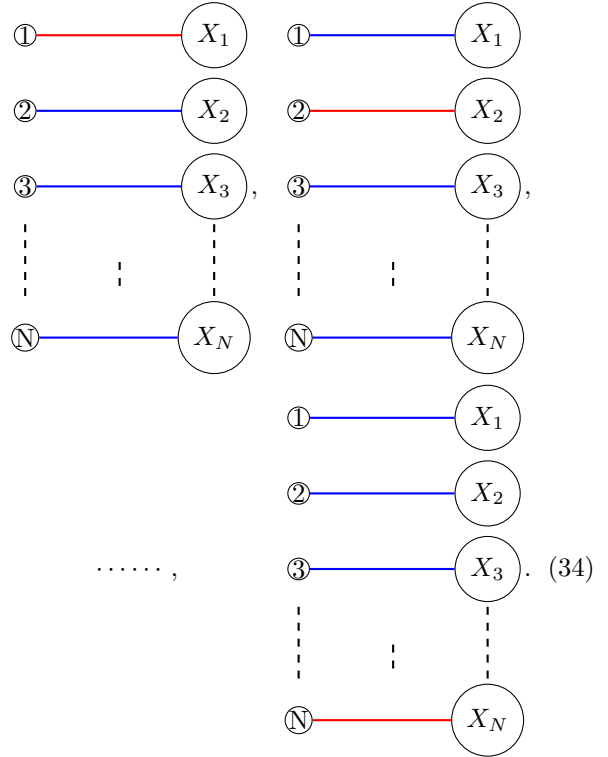 1 X_1 1 X_1
2 X_2 2 X_2
3 X_3 , 3 X_3 ,
N X_N N X_N
1 X_1
2 X_2
······ , 3 X_3 . (34)
N X_N